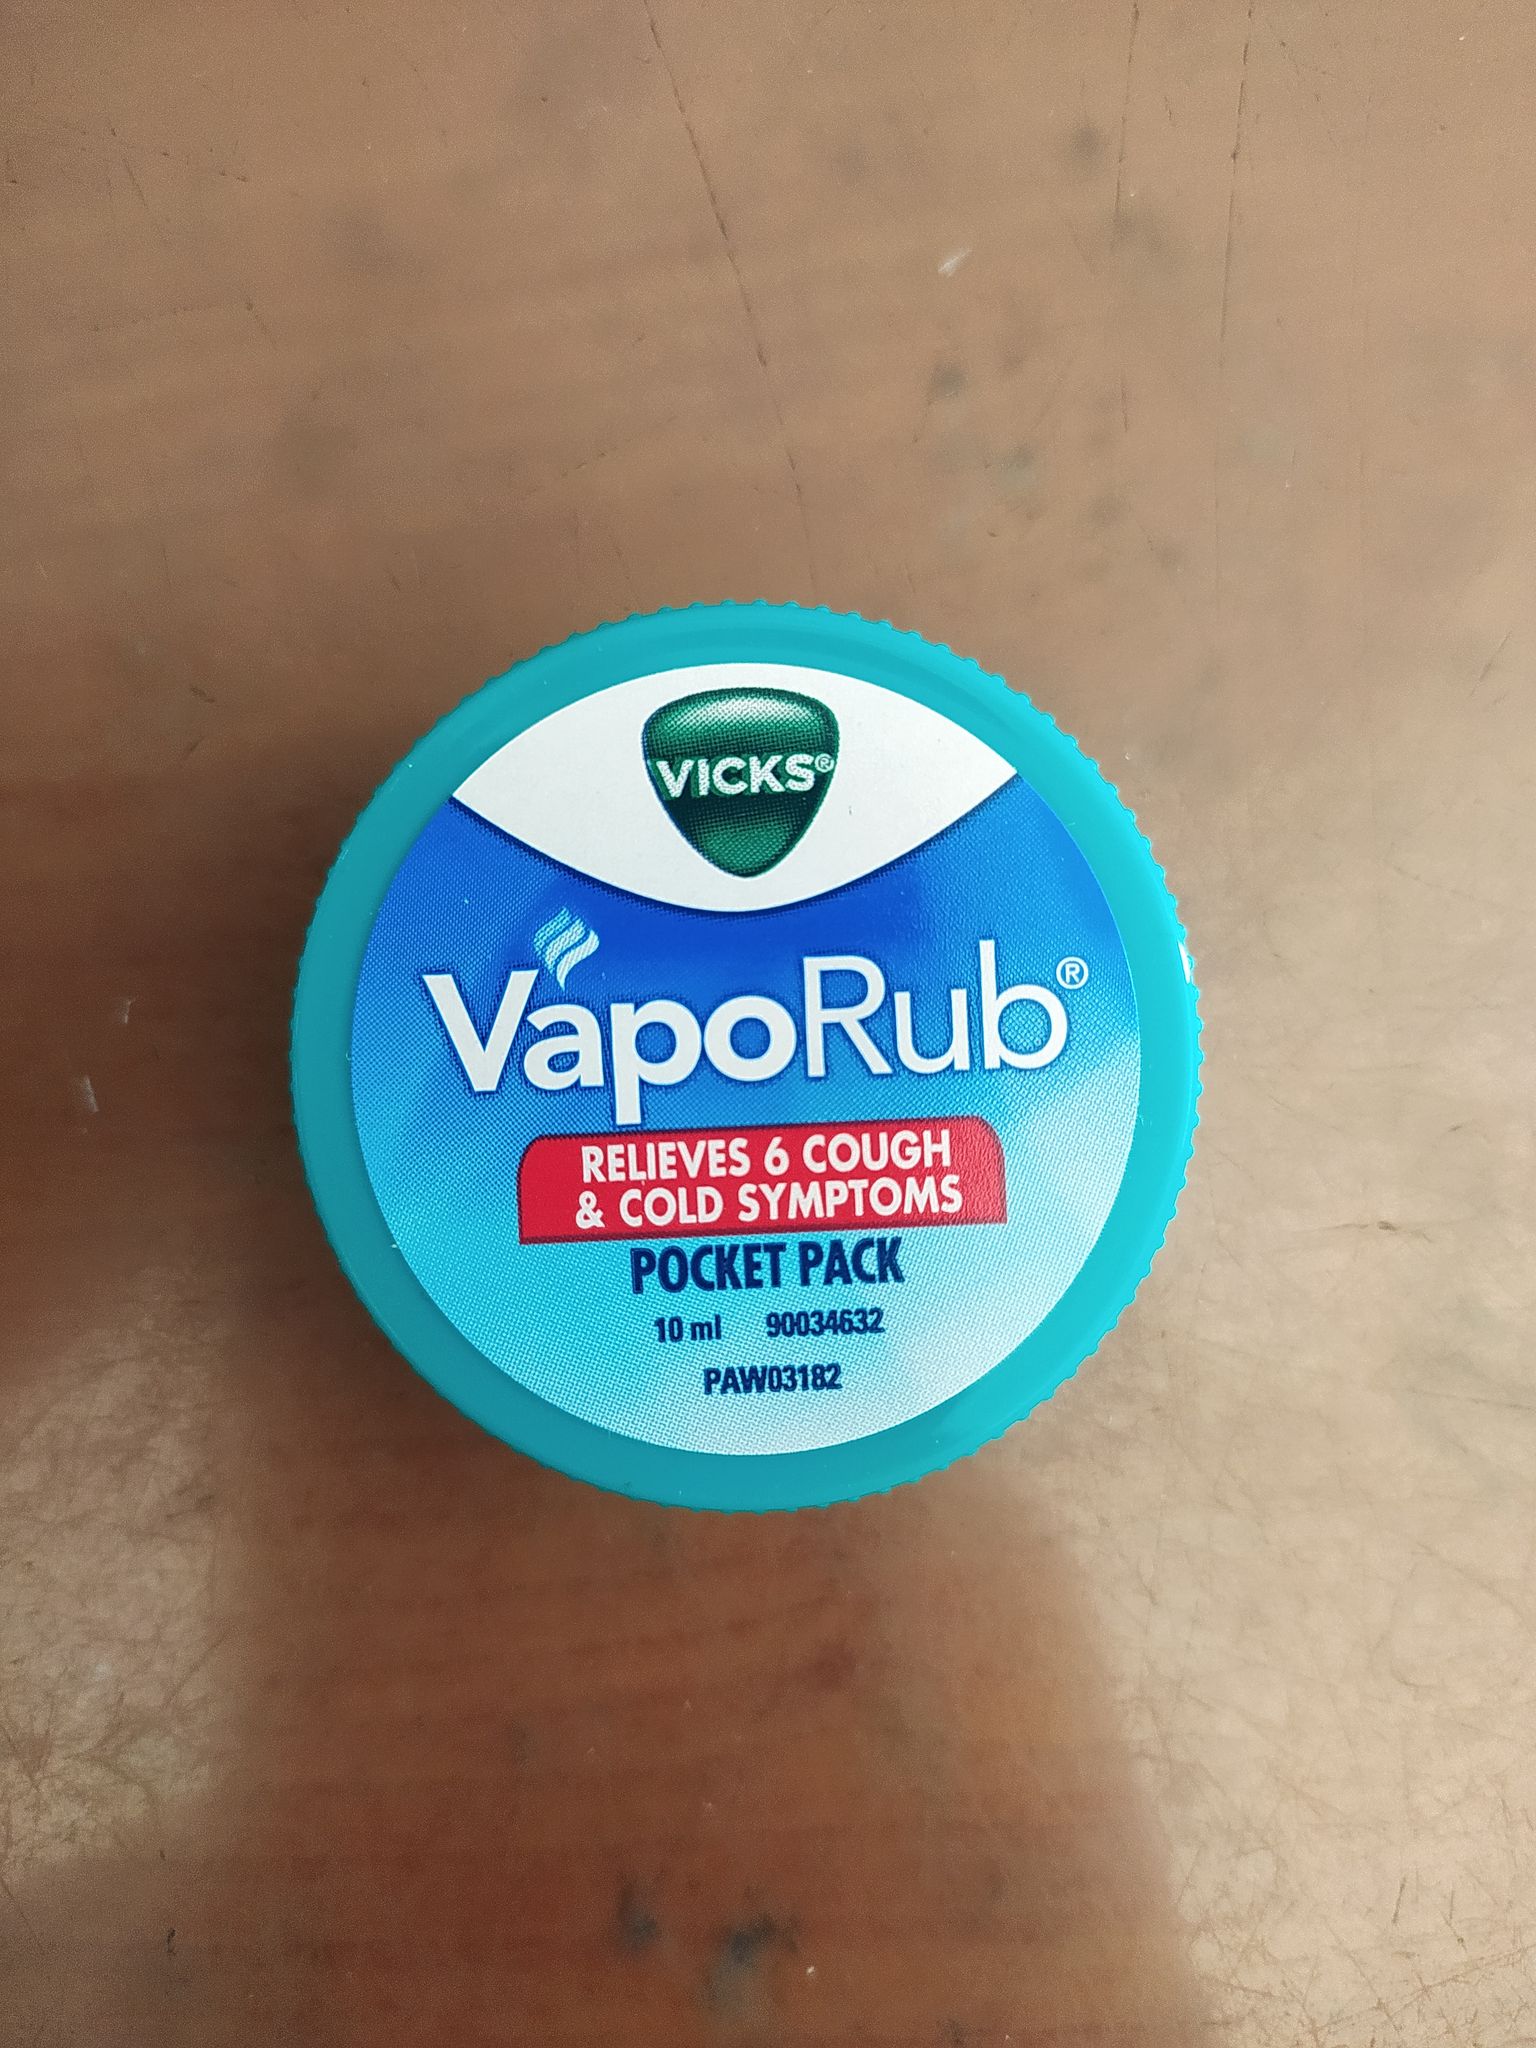 VICKS®
VapoRub®
RELIEVES 6 COUGH
& COLD SYMPTOMS
POCKET PACK
10 ml 90034632
PAW03182